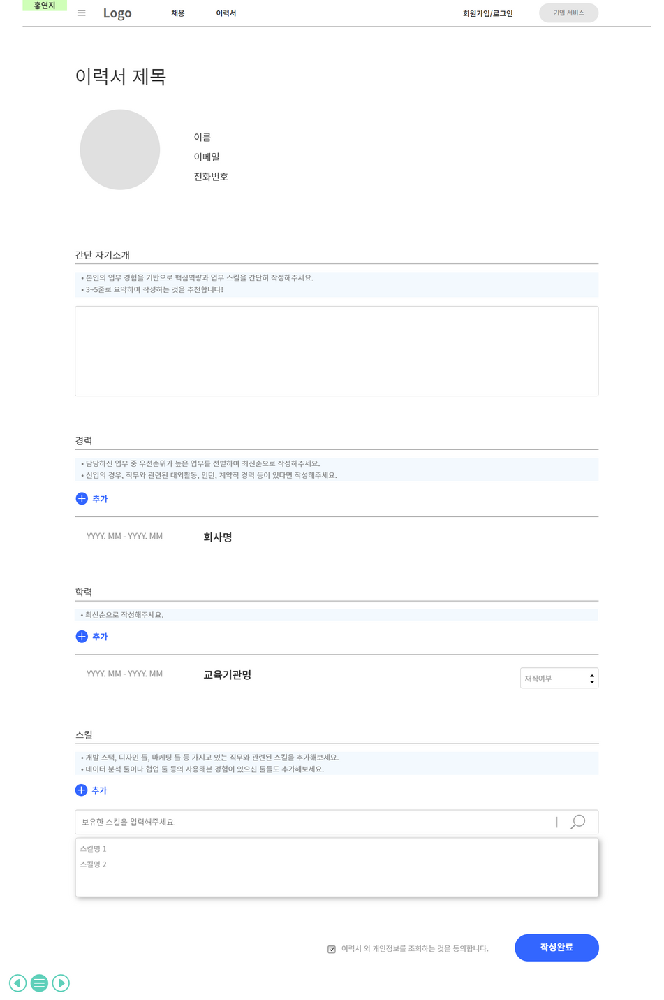 홍연지
Logo
채용
이력서
회원가입/로그인
기업 서비스
이력서 제목
이름
이메일
전화번호
간단 자기소개
• 본인의 업무 경험을 기반으로 핵심역량과 업무 스킬을 간단히 작성해주세요.
• 3~5줄로 요약하여 작성하는 것을 추천합니다!
경력
• 담당하신 업무 중 우선순위가 높은 업무를 선별하여 최신순으로 작성해주세요.
• 신입의 경우, 직무와 관련된 대외활동, 인턴, 계약직 경력 등이 있다면 작성해주세요.
추가
YYYY. MM - YYYY. MM
회사명
학력
• 최신순으로 작성해주세요.
추가
YYYY. MM - YYYY. MM
교육기관명
재직여부
스킬
• 개발 스택, 디자인 툴, 마케팅 툴 등 가지고 있는 직무와 관련된 스킬을 추가해보세요.
• 데이터 분석 툴이나 협업 툴 등의 사용해본 경험이 있으신 툴들도 추가해보세요.
추가
보유한 스킬을 입력해주세요.
스킬명 1
스킬명 2
이력서 외 개인정보를 조회하는 것을 동의합니다.
작성완료